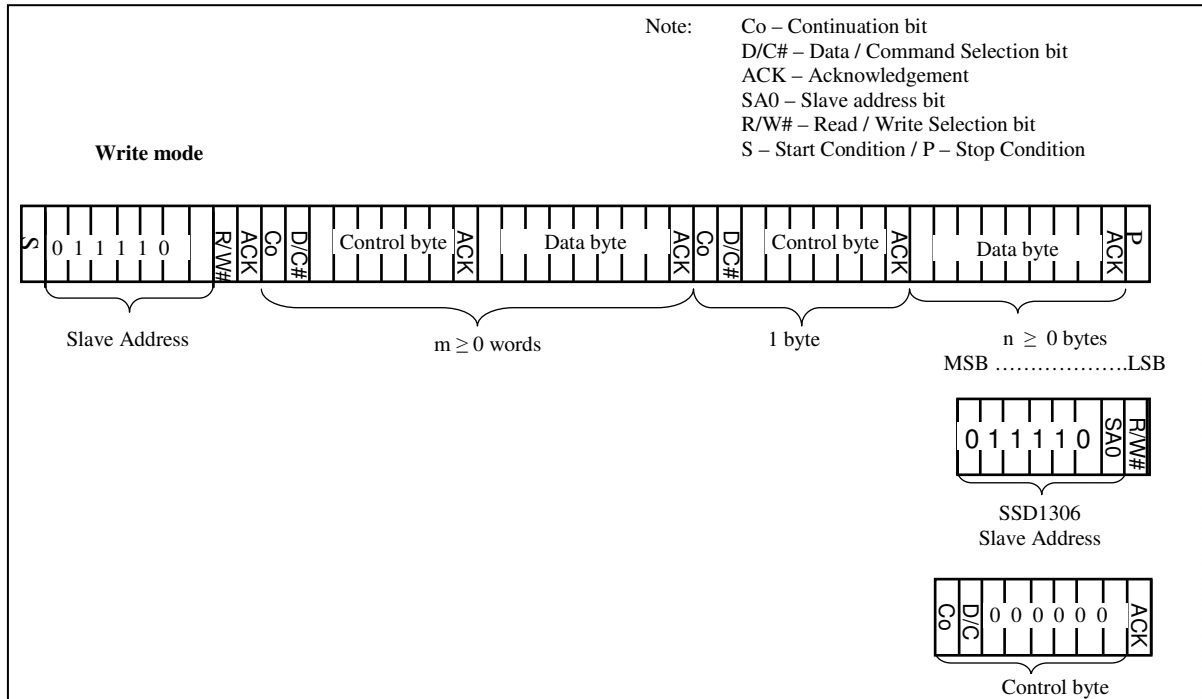 Note: Co – Continuation bit
D/C# – Data / Command Selection bit
ACK – Acknowledgement
SA0 – Slave address bit
R/W# – Read / Write Selection bit
S – Start Condition / P – Stop Condition
Write mode
S 0 1 1 1 1 0 R/W# ACK Co D/C# Control byte ACK Data byte ACK Co D/C# Control byte ACK Data byte ACK P
Slave Address m ≥ 0 words 1 byte n ≥ 0 bytes
MSB ………………….LSB
0 1 1 1 1 0 SA0 R/W#
SSD1306
Slave Address
Co D/C 0 0 0 0 0 0 ACK
Control byte